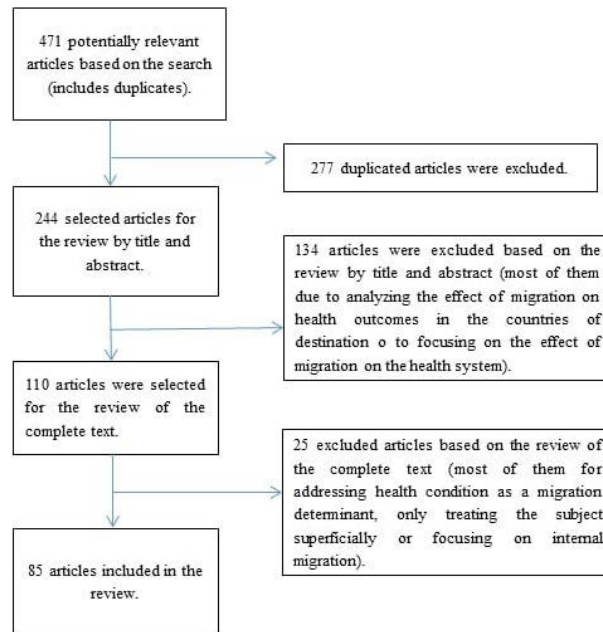 471 potentially relevant
articles based on the search
(includes duplicates).
277 duplicated articles were excluded.
244 selected articles for
the review by title and
abstract.
134 articles were excluded based on the
review by title and abstract (most of them
due to analyzing the effect of migration on
health outcomes in the countries of
destination o to focusing on the effect of
migration on the health system).
110 articles were selected
for the review of the
complete text.
25 excluded articles based on the review of
the complete text (most of them for
addressing health condition as a migration
determinant, only treating the subject
superficially or focusing on internal
migration).
85 articles included in the
review.